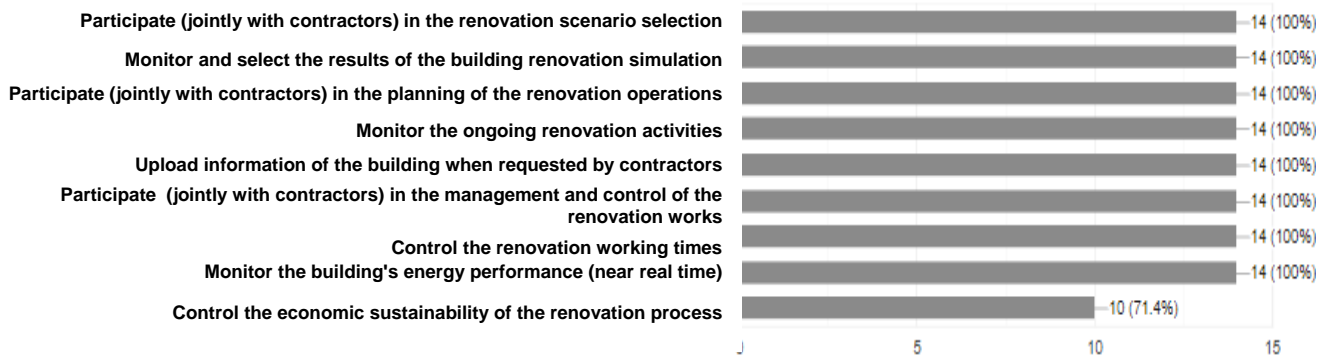 Participate (jointly with contractors) in the renovation scenario selection 14 (100%)
Monitor and select the results of the building renovation simulation 14 (100%)
Participate (jointly with contractors) in the planning of the renovation operations 14 (100%)
Monitor the ongoing renovation activities 14 (100%)
Upload information of the building when requested by contractors 14 (100%)
Participate (jointly with contractors) in the management and control of the
renovation works 14 (100%)
Control the renovation working times 14 (100%)
Monitor the building's energy performance (near real time) 14 (100%)
Control the economic sustainability of the renovation process 10 (71.4%)
5 10 15